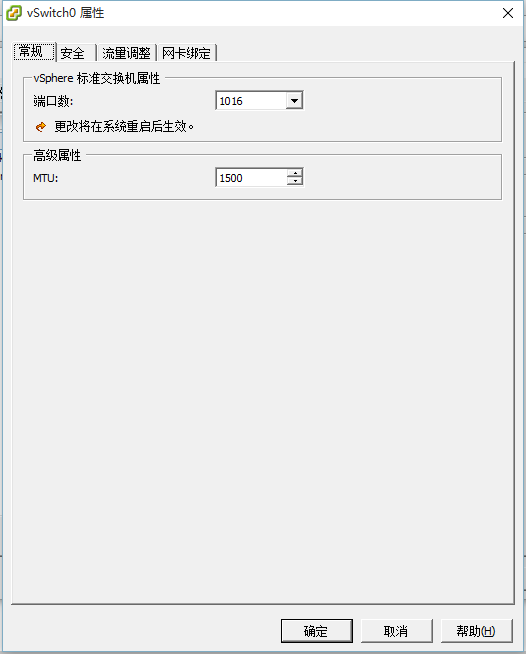 vSwitch0 属性
常规 安全 流量调整 网卡绑定
vSphere 标准交换机属性
端口数: 1016
更改将在系统重启后生效。
高级属性
MTU: 1500
确定 取消 帮助(H)